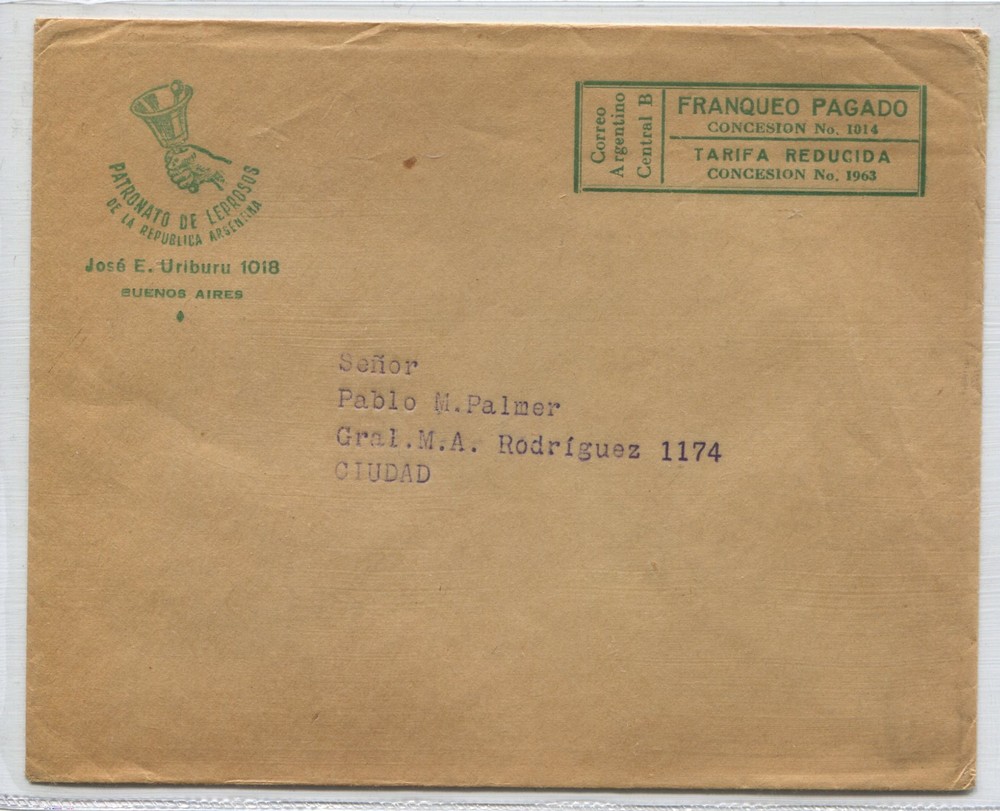 PATRONATO DE LEPROSOS
DE LA REPUBLICA ARGENTINA
José E. Uriburu 1018
BUENOS AIRES
Correo
Argentino
Central B
FRANQUEO PAGADO
CONCESION No. 1014
TARIFA REDUCIDA
CONCESION No. 1963
Señor
Pablo M.Palmer
Gral.M.A. Rodríguez 1174
CIUDAD